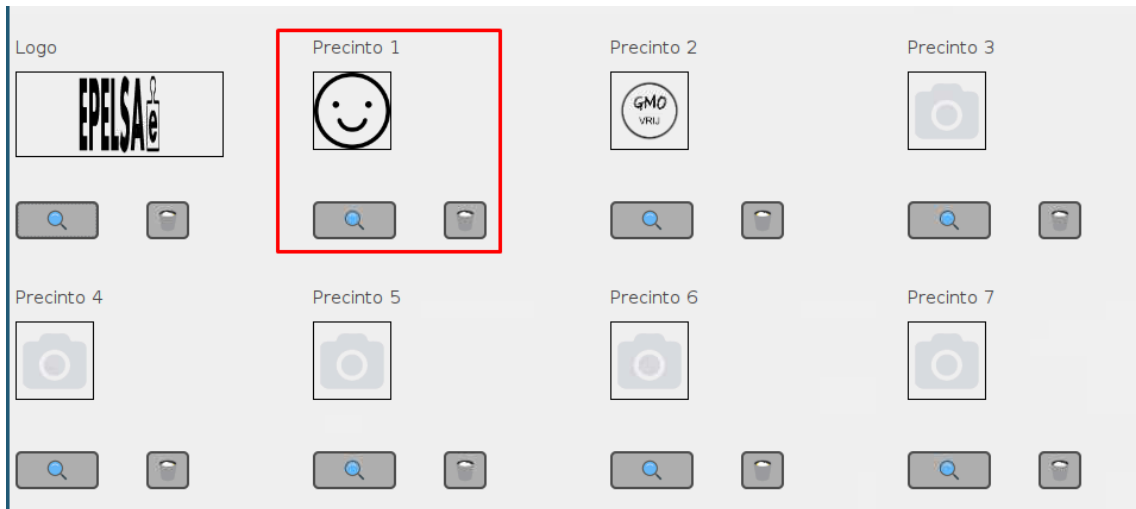 Logo
Precinto 1
Precinto 2
Precinto 3
EPELSA e
GMO
VRIJ
Precinto 4
Precinto 5
Precinto 6
Precinto 7